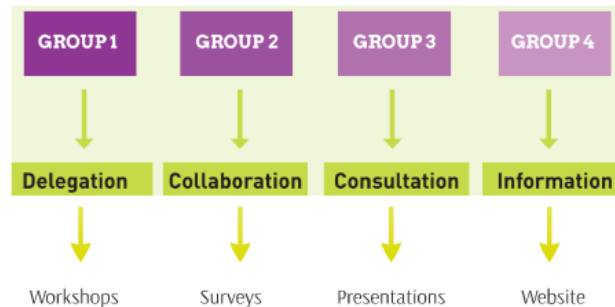 GROUP 1 GROUP 2 GROUP 3 GROUP 4
Delegation Collaboration Consultation Information
Workshops Surveys Presentations Website